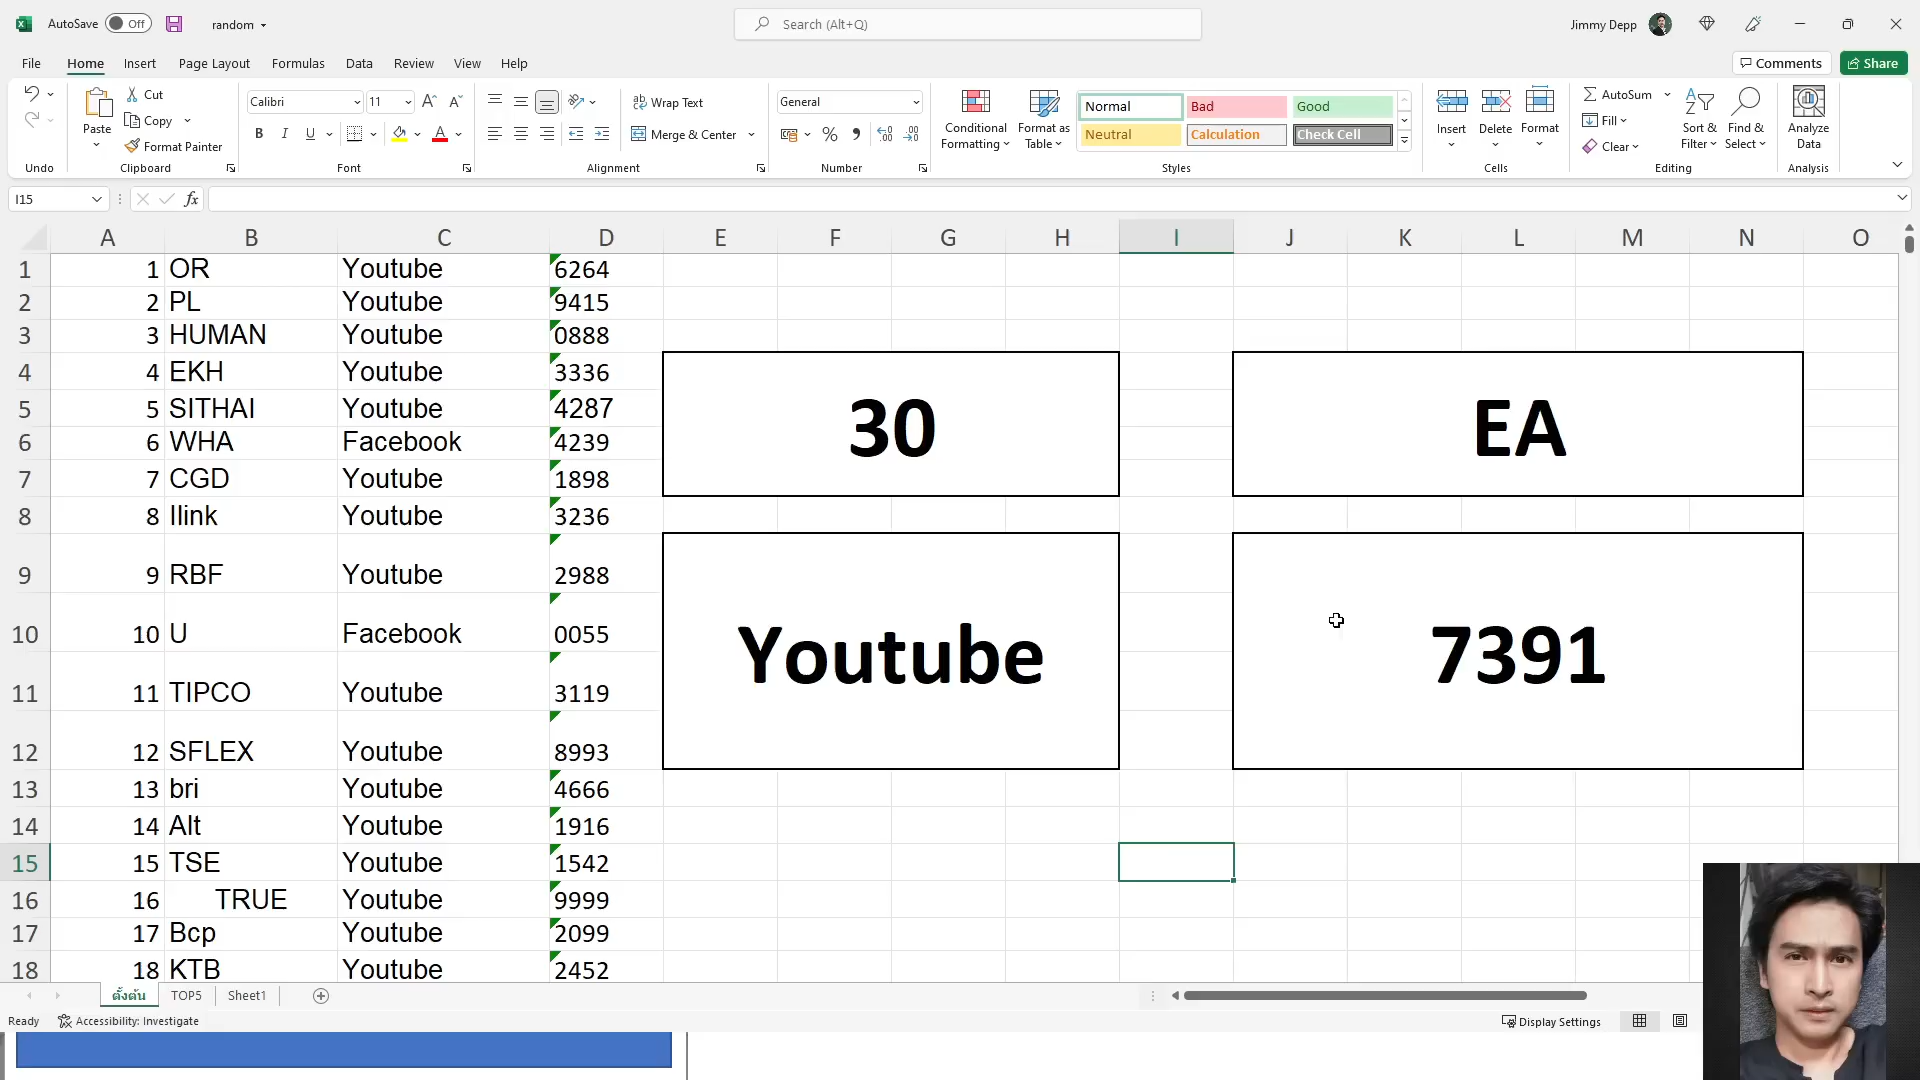 AutoSave Off random Search (Alt+Q) Jimmy Depp
File Home Insert Page Layout Formulas Data Review View Help Comments Share
Cut
Copy
Format Painter
Paste
Calibri 11
B I U
Wrap Text
Merge & Center
General
Conditional Formatting
Format as Table
Normal Bad Good
Neutral Calculation Check Cell
Insert Delete Format
AutoSum
Fill
Clear
Sort & Filter
Find & Select
Analyze Data
Undo Clipboard Font Alignment Number Styles Cells Editing Analysis
I15 fx
A B C D E F G H I J K L M N O
1 1 OR Youtube 6264
2 2 PL Youtube 9415
3 3 HUMAN Youtube 0888
4 4 EKH Youtube 3336
5 5 SITHAI Youtube 4287
6 6 WHA Facebook 4239
7 7 CGD Youtube 1898
8 8 Ilink Youtube 3236
9 9 RBF Youtube 2988
10 10 U Facebook 0055
11 11 TIPCO Youtube 3119
12 12 SFLEX Youtube 8993
13 13 bri Youtube 4666
14 14 Alt Youtube 1916
15 15 TSE Youtube 1542
16 16 TRUE Youtube 9999
17 17 Bcp Youtube 2099
18 18 KTB Youtube 2452
30 EA
Youtube 7391
ตั้งต้น TOP5 Sheet1
Ready Accessibility: Investigate Display Settings